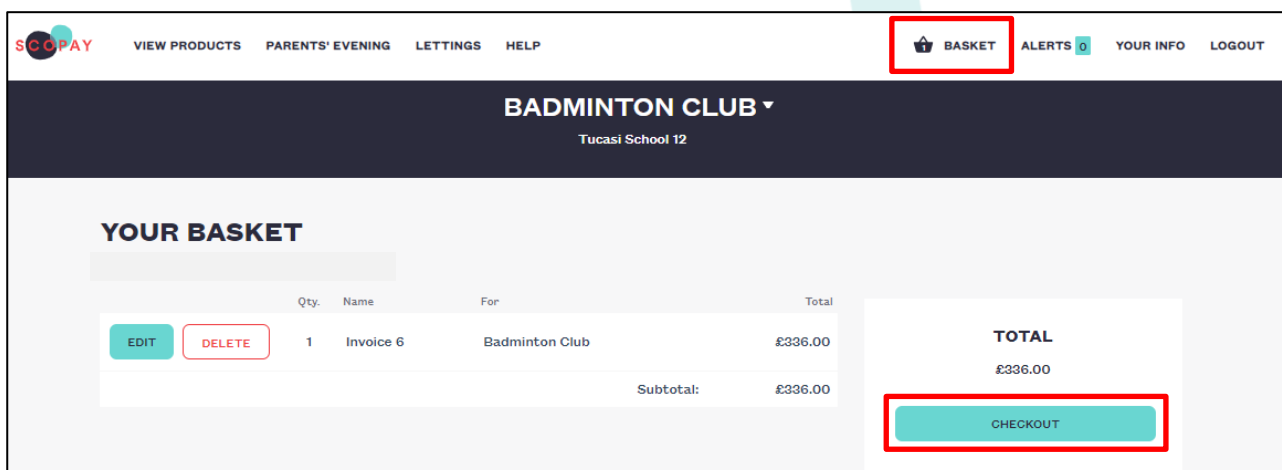 SCOPAY VIEW PRODUCTS PARENTS' EVENING LETTINGS HELP 1 BASKET ALERTS 0 YOUR INFO LOGOUT
BADMINTON CLUB
Tucasi School 12
YOUR BASKET
Qty. Name For Total
EDIT DELETE 1 Invoice 6 Badminton Club £336.00
Subtotal: £336.00
TOTAL
£336.00
CHECKOUT